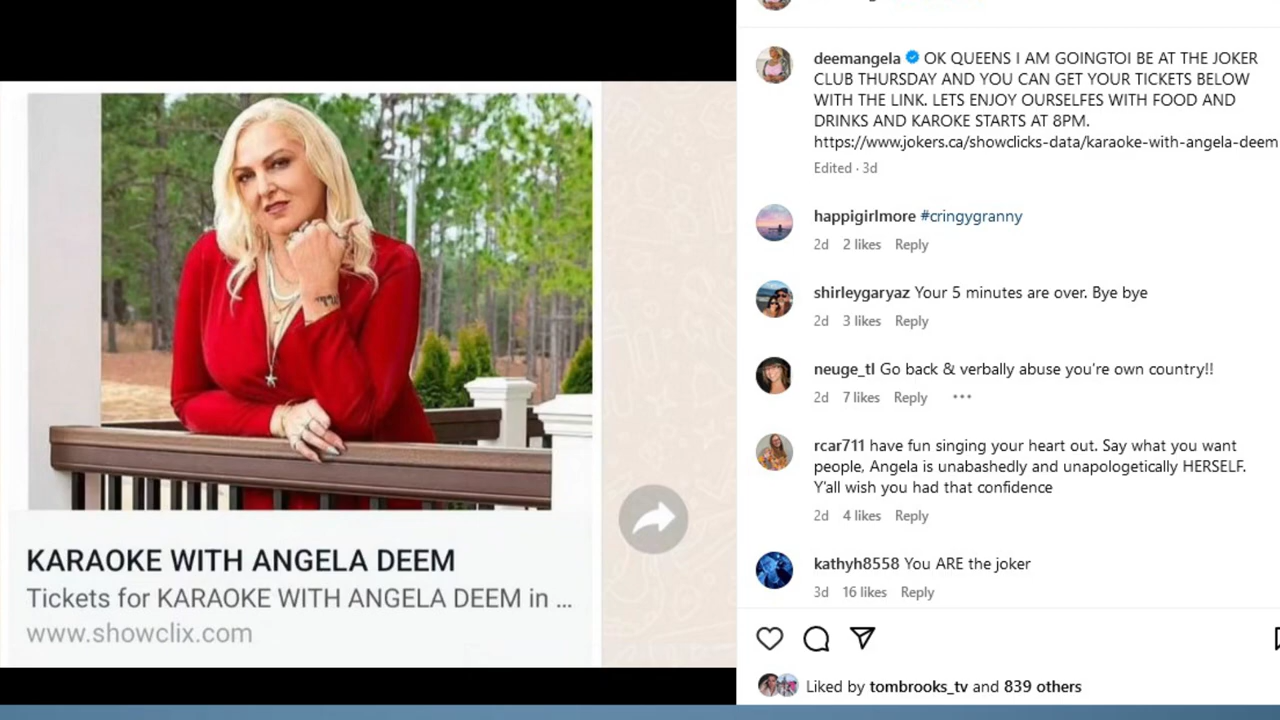 KARAOKE WITH ANGELA DEEM
Tickets for KARAOKE WITH ANGELA DEEM in ...
www.showclix.com
deemangela OK QUEENS I AM GOINGTOI BE AT THE JOKER
CLUB THURSDAY AND YOU CAN GET YOUR TICKETS BELOW
WITH THE LINK. LETS ENJOY OURSELFES WITH FOOD AND
DRINKS AND KAROKE STARTS AT 8PM.
https://www.jokers.ca/showclicks-data/karaoke-with-angela-deem
Edited · 3d
happigirlmore #cringygranny
2d 2 likes Reply
shirleygaryaz Your 5 minutes are over. Bye bye
2d 3 likes Reply
neuge_tl Go back & verbally abuse you're own country!!
2d 7 likes Reply •••
rcar711 have fun singing your heart out. Say what you want
people, Angela is unabashedly and unapologetically HERSELF.
Y'all wish you had that confidence
2d 4 likes Reply
kathyh8558 You ARE the joker
3d 16 likes Reply
Liked by tombrooks_tv and 839 others